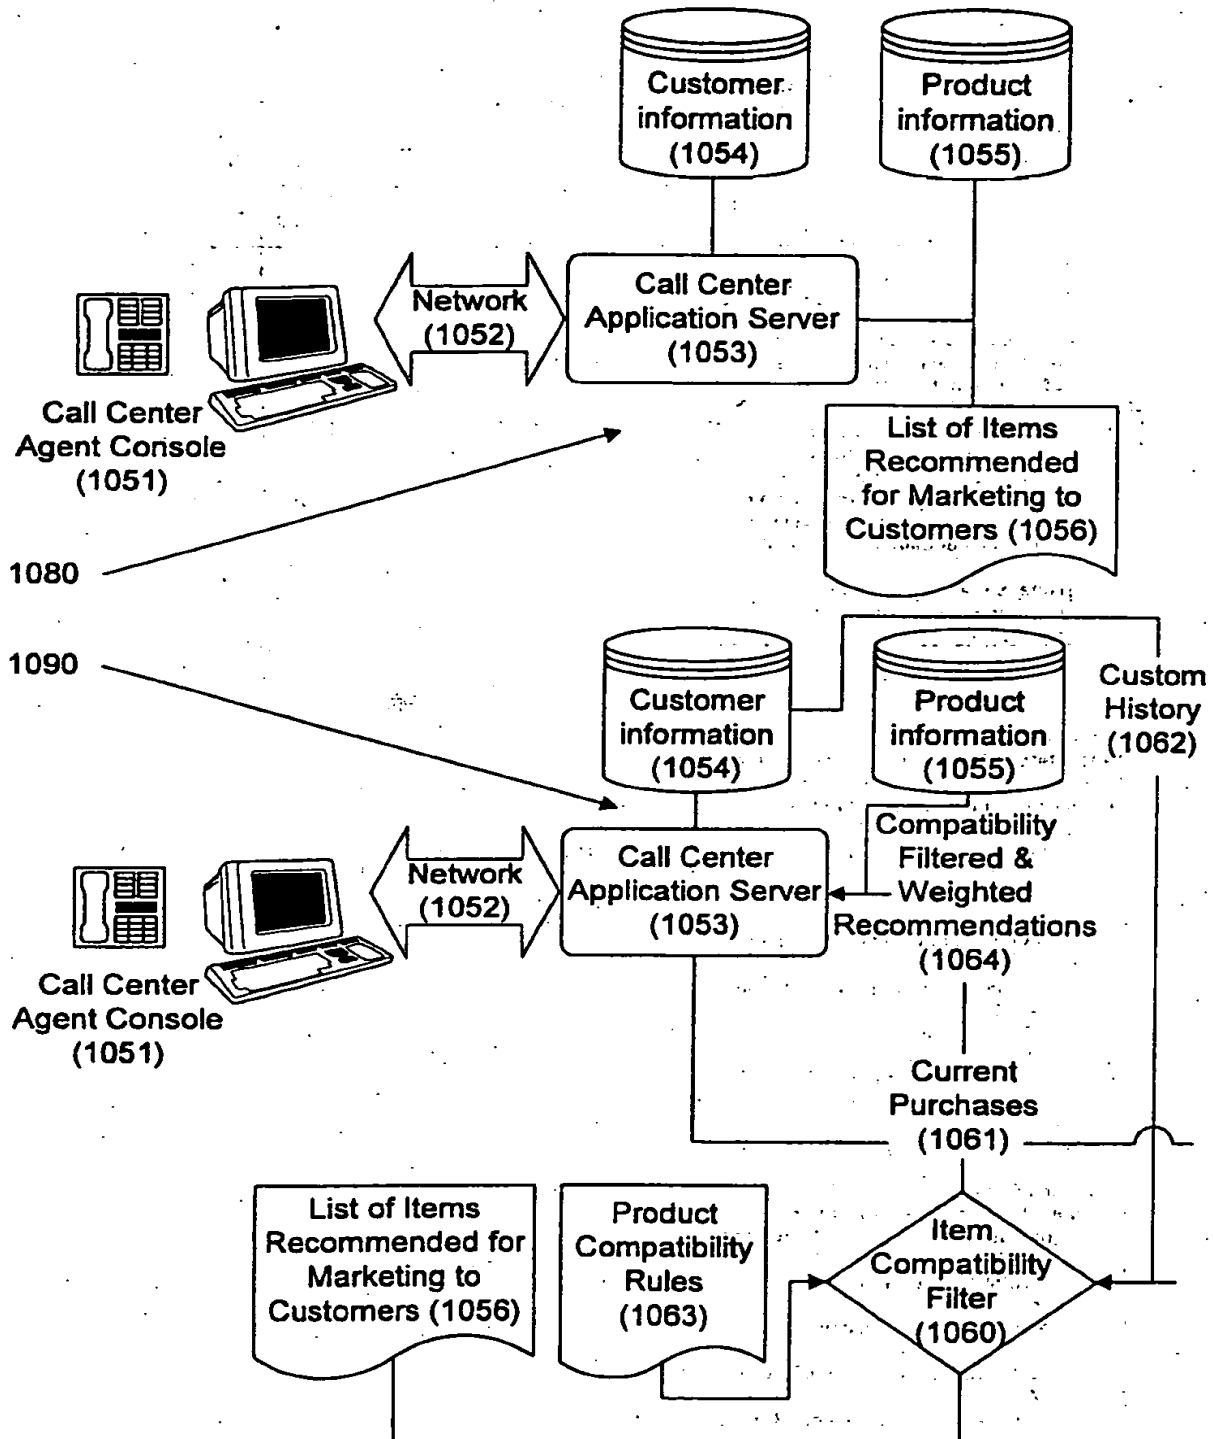 Customer
information
(1054)
Product
information
(1055)
Call Center
Application Server
(1053)
Network
(1052)
Call Center
Agent Console
(1051)
List of Items
Recommended
for Marketing to
Customers (1056)
1080
1090
Customer
information
(1054)
Product
information
(1055)
Custom
History
(1062)
Compatibility
Filtered &
Weighted
Recommendations
(1064)
Call Center
Application Server
(1053)
Network
(1052)
Call Center
Agent Console
(1051)
Current
Purchases
(1061)
List of Items
Recommended for
Marketing to
Customers (1056)
Product
Compatibility
Rules
(1063)
Item
Compatibility
Filter
(1060)